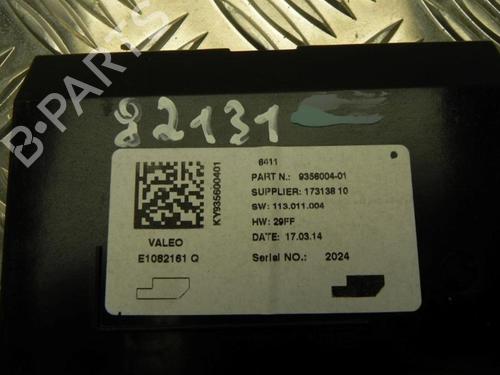 B-PARTS
82131
6411
PART N.: 9356004-01
SUPPLIER: 173138 10
SW: 113.011.004
HW: 29FF
DATE: 17.03.14
Serial NO.: 2024
KY935600401
VALEO
E1082161 Q